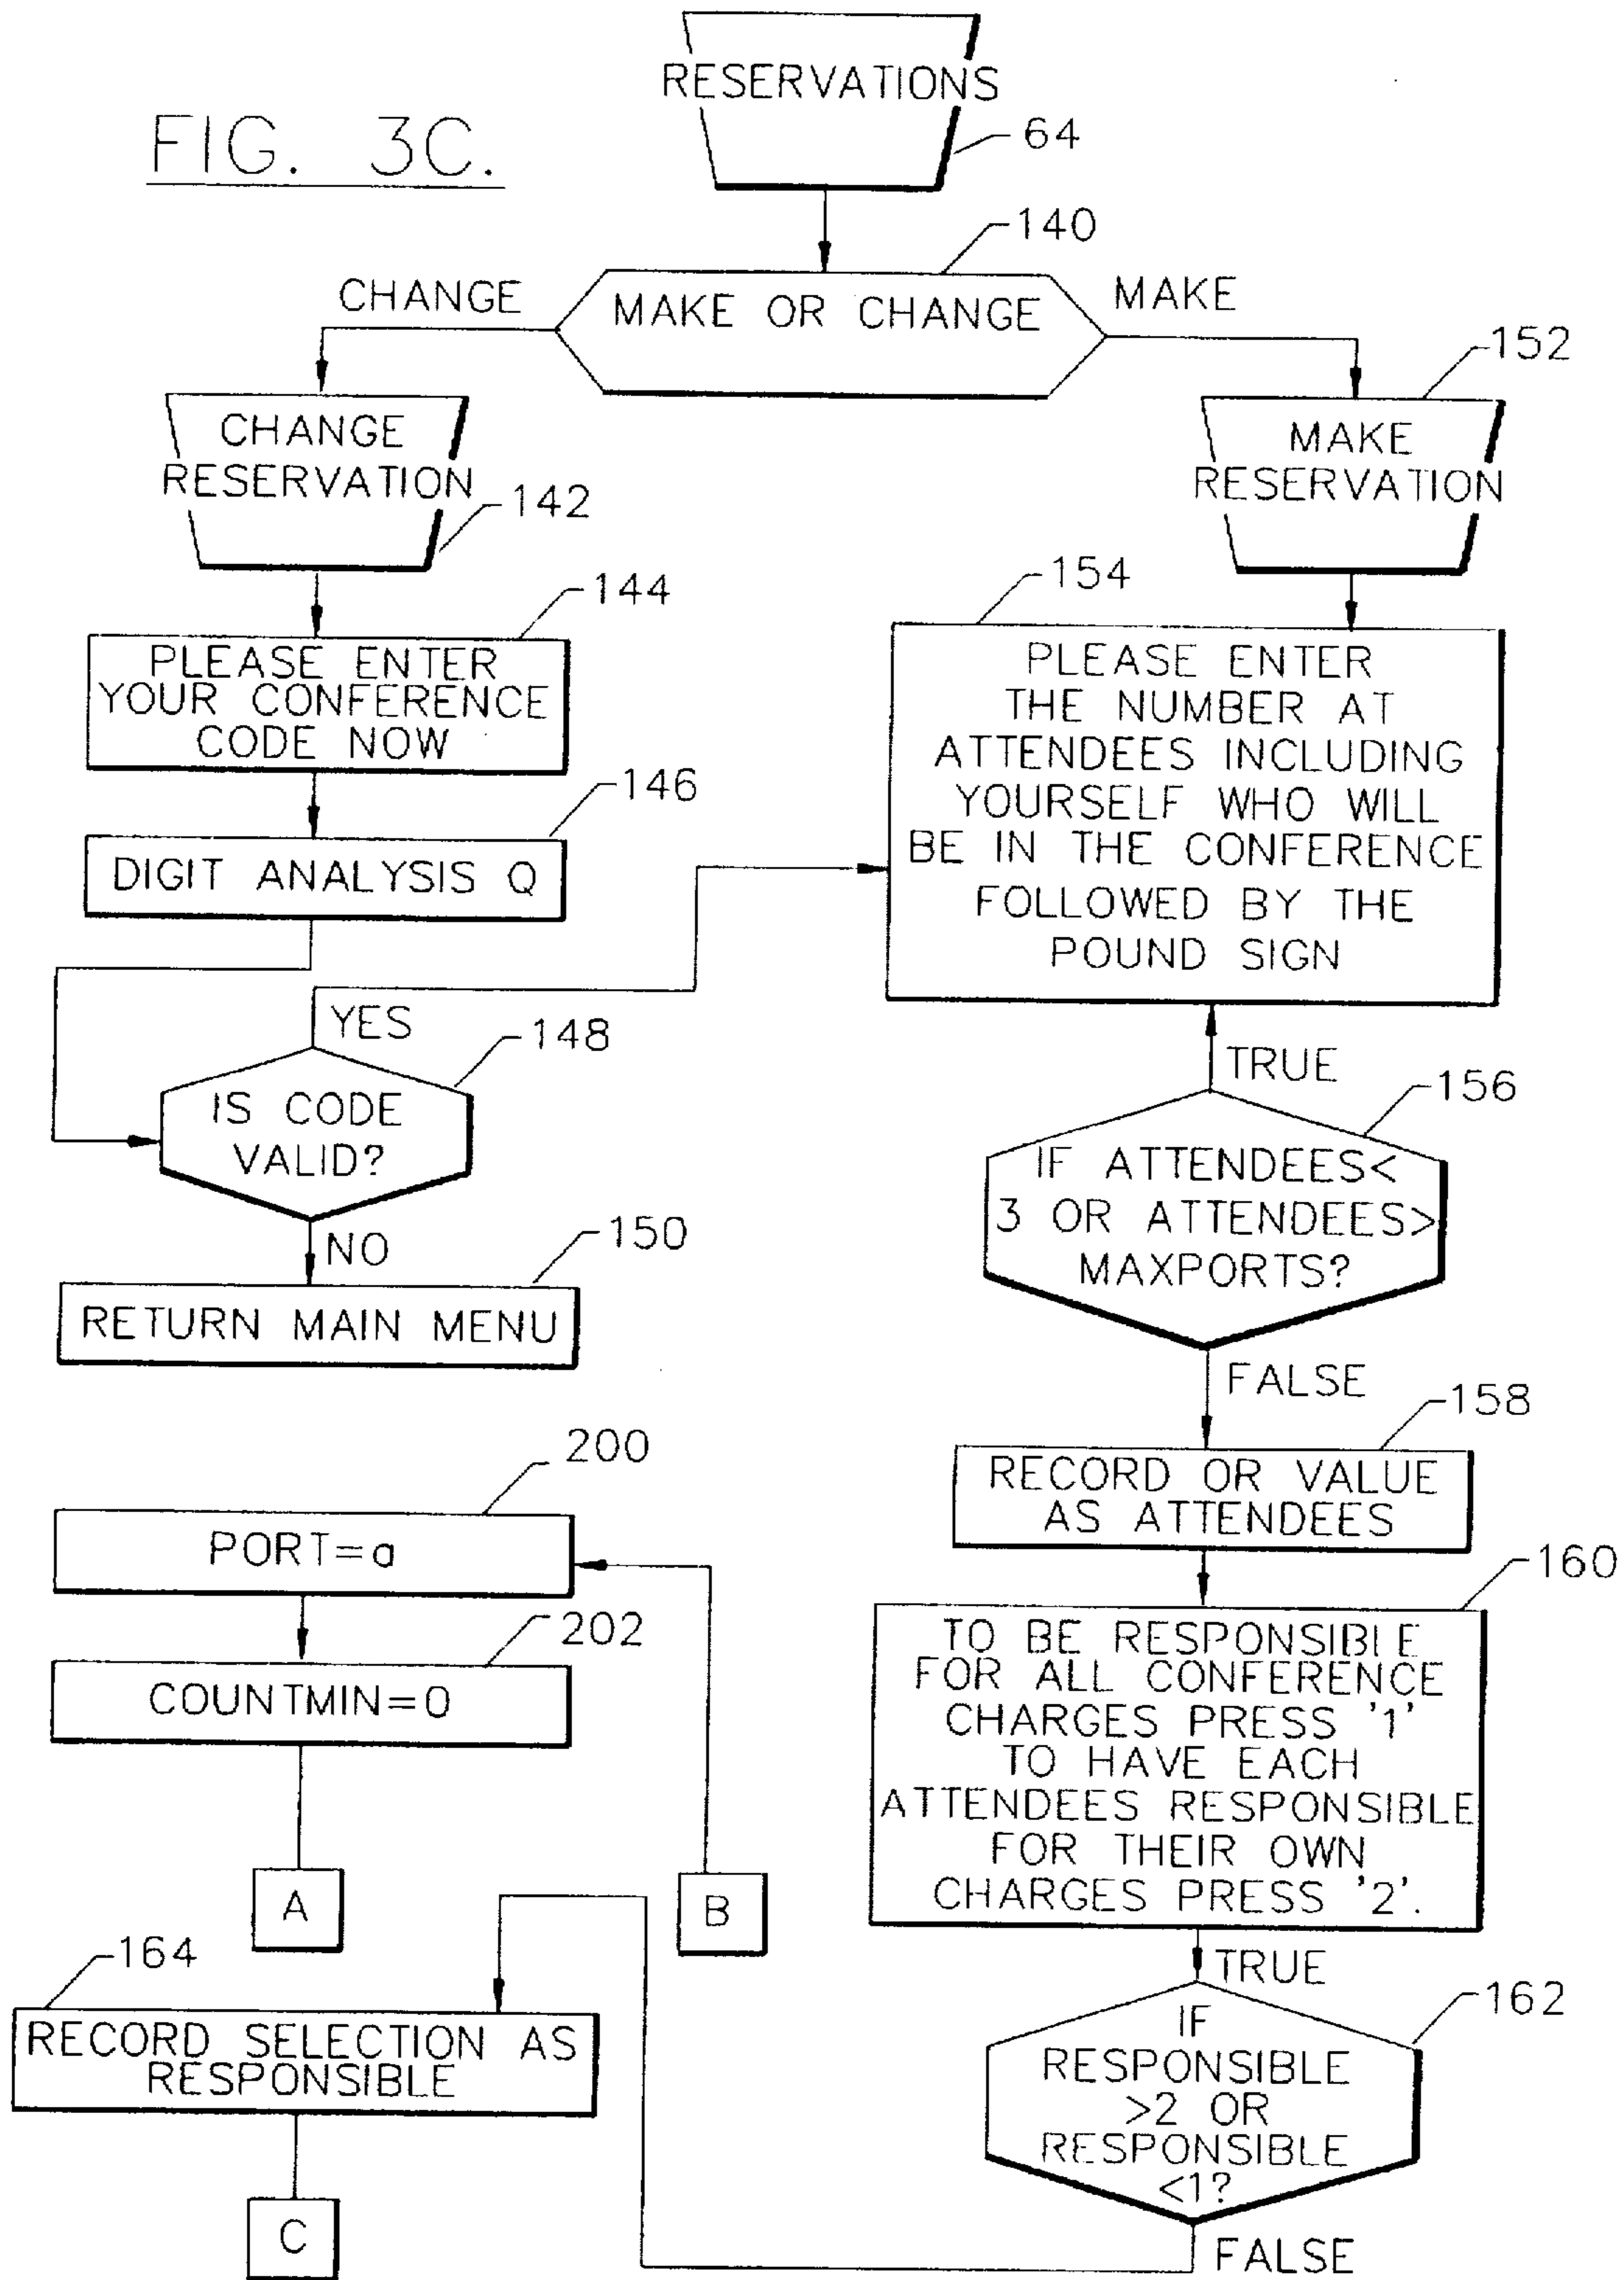 FIG. 3C.
RESERVATIONS
64
140
CHANGE
MAKE OR CHANGE
MAKE
152
CHANGE
RESERVATION
142
MAKE
RESERVATION
144
PLEASE ENTER
YOUR CONFERENCE
CODE NOW
146
DIGIT ANALYSIS Q
YES
148
IS CODE
VALID?
NO
150
RETURN MAIN MENU
154
PLEASE ENTER
THE NUMBER AT
ATTENDEES INCLUDING
YOURSELF WHO WILL
BE IN THE CONFERENCE
FOLLOWED BY THE
POUND SIGN
TRUE
156
IF ATTENDEES<
3 OR ATTENDEES>
MAXPORTS?
FALSE
158
RECORD OR VALUE
AS ATTENDEES
160
TO BE RESPONSIBLE
FOR ALL CONFERENCE
CHARGES PRESS '1'
TO HAVE EACH
ATTENDEES RESPONSIBLE
FOR THEIR OWN
CHARGES PRESS '2'.
TRUE
162
IF
RESPONSIBLE
>2 OR
RESPONSIBLE
<1?
FALSE
200
PORT=a
202
COUNTMIN=0
A
B
164
RECORD SELECTION AS
RESPONSIBLE
C